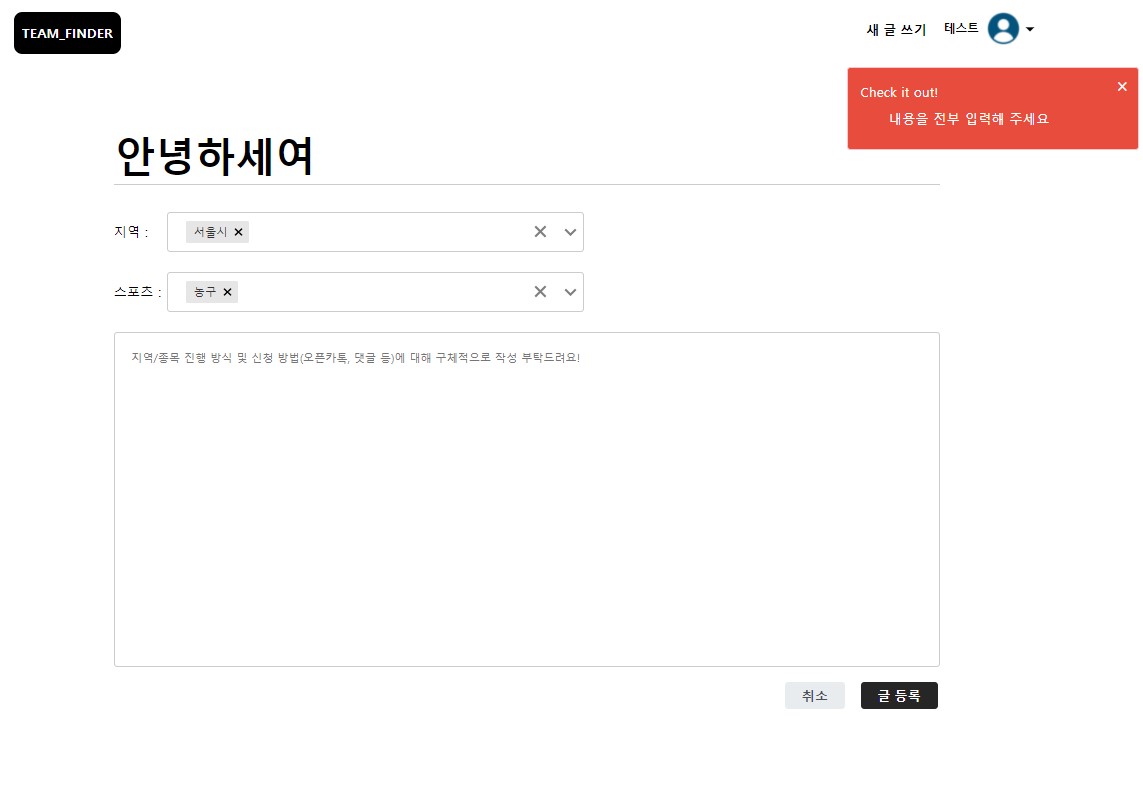 TEAM_FINDER
새 글 쓰기 테스트
Check it out!
내용을 전부 입력해 주세요
안녕하세여
지역 : 서울시
스포츠 : 농구
지역/종목 진행 방식 및 신청 방법(오픈카톡, 댓글 등)에 대해 구체적으로 작성 부탁드려요!
취소 글 등록